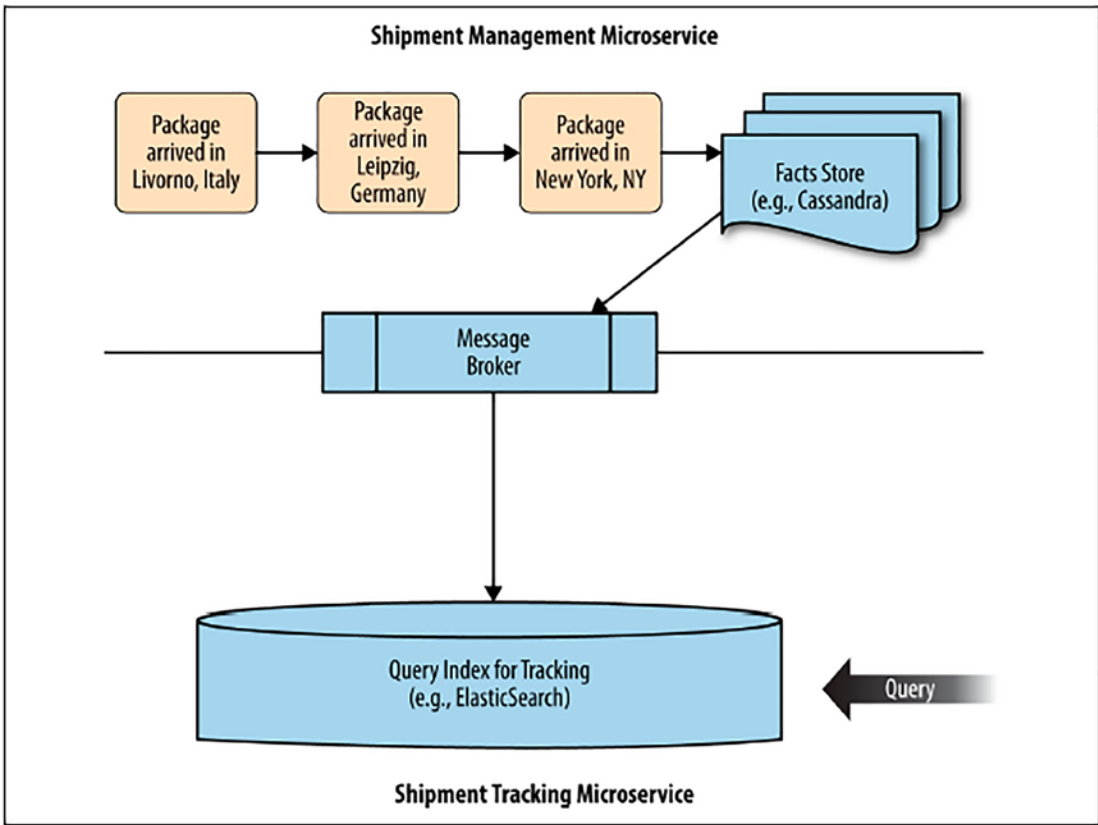 Shipment Management Microservice
Package
arrived in
Livorno, Italy
Package
arrived in
Leipzig,
Germany
Package
arrived in
New York, NY
Facts Store
(e.g., Cassandra)
Message
Broker
Query Index for Tracking
(e.g., ElasticSearch)
Query
Shipment Tracking Microservice